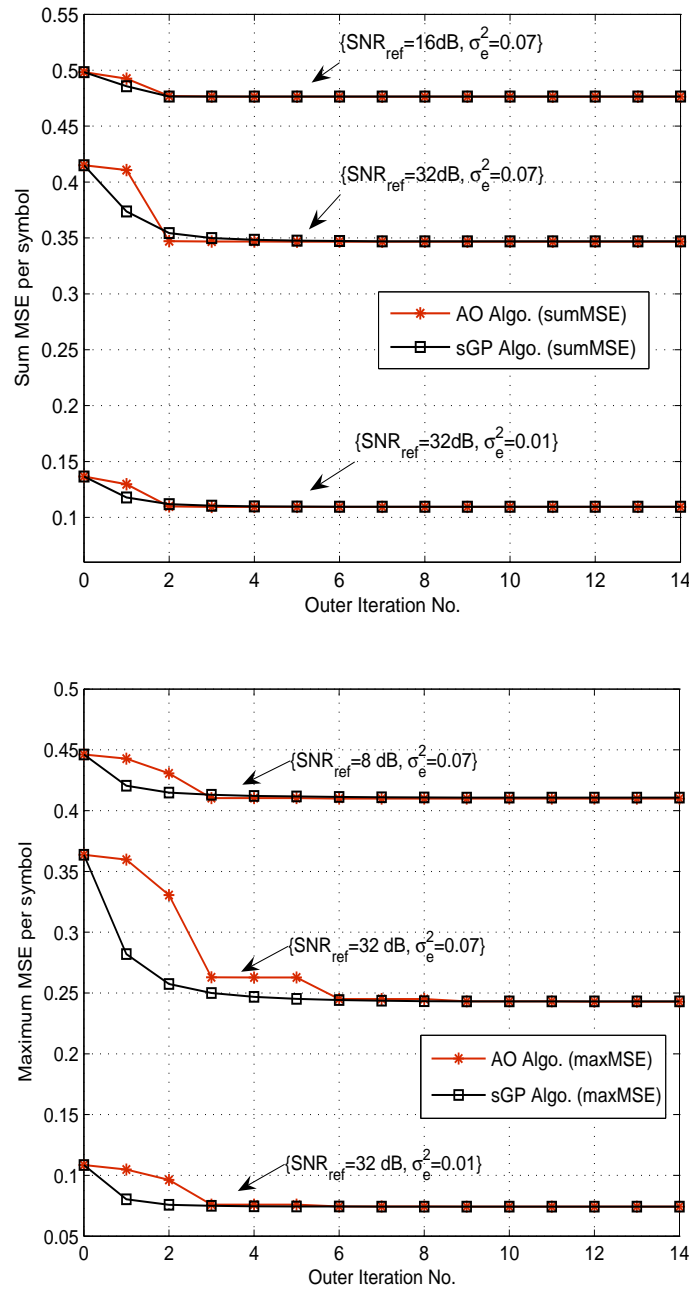 0.55
0.5
0.45
0.4
0.35
0.3
0.25
0.2
0.15
0.1
Sum MSE per symbol
{SNR_ref=16dB, σ_e^2=0.07}
{SNR_ref=32dB, σ_e^2=0.07}
AO Algo. (sumMSE)
sGP Algo. (sumMSE)
{SNR_ref=32dB, σ_e^2=0.01}
0 2 4 6 8 10 12 14
Outer Iteration No.
0.5
0.45
0.4
0.35
0.3
0.25
0.2
0.15
0.1
0.05
Maximum MSE per symbol
{SNR_ref=8 dB, σ_e^2=0.07}
{SNR_ref=32 dB, σ_e^2=0.07}
AO Algo. (maxMSE)
sGP Algo. (maxMSE)
{SNR_ref=32 dB, σ_e^2=0.01}
0 2 4 6 8 10 12 14
Outer Iteration No.